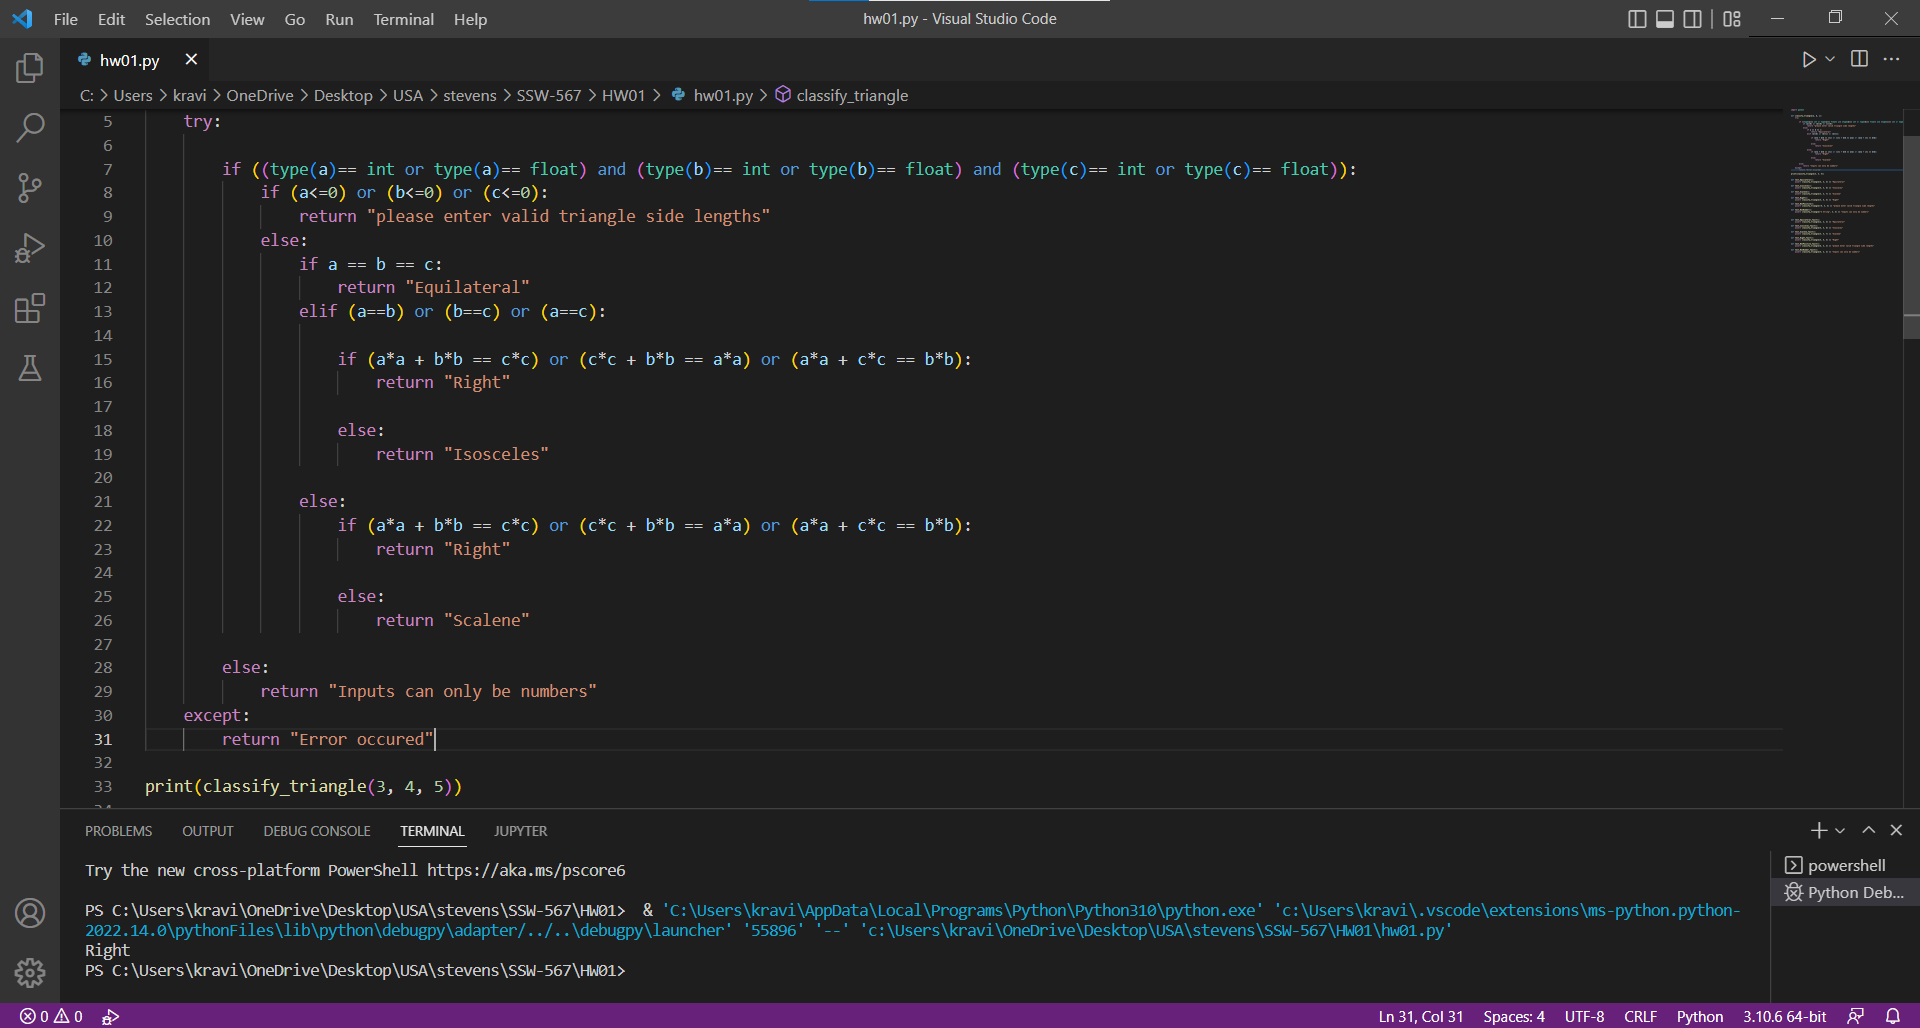 File Edit Selection View Go Run Terminal Help hw01.py - Visual Studio Code
hw01.py
C: > Users > kravi > OneDrive > Desktop > USA > stevens > SSW-567 > HW01 > hw01.py > classify_triangle
5 try:
6
7 if ((type(a)== int or type(a)== float) and (type(b)== int or type(b)== float) and (type(c)== int or type(c)== float)):
8 if (a<=0) or (b<=0) or (c<=0):
9 return "please enter valid triangle side lengths"
10 else:
11 if a == b == c:
12 return "Equilateral"
13 elif (a==b) or (b==c) or (a==c):
14
15 if (a*a + b*b == c*c) or (c*c + b*b == a*a) or (a*a + c*c == b*b):
16 return "Right"
17
18 else:
19 return "Isosceles"
20
21 else:
22 if (a*a + b*b == c*c) or (c*c + b*b == a*a) or (a*a + c*c == b*b):
23 return "Right"
24
25 else:
26 return "Scalene"
27
28 else:
29 return "Inputs can only be numbers"
30 except:
31 return "Error occured"
32
33 print(classify_triangle(3, 4, 5))
PROBLEMS OUTPUT DEBUG CONSOLE TERMINAL JUPYTER
Try the new cross-platform PowerShell https://aka.ms/pscore6
PS C:\Users\kravi\OneDrive\Desktop\USA\stevens\SSW-567\HW01> & 'C:\Users\kravi\AppData\Local\Programs\Python\Python310\python.exe' 'c:\Users\kravi\.vscode\extensions\ms-python.python-
2022.14.0\pythonFiles\lib\python\debugpy\adapter/../..\debugpy\launcher' '55896' '--' 'c:\Users\kravi\OneDrive\Desktop\USA\stevens\SSW-567\HW01\hw01.py'
Right
PS C:\Users\kravi\OneDrive\Desktop\USA\stevens\SSW-567\HW01>
powershell
Python Deb...
0 0 Ln 31, Col 31 Spaces: 4 UTF-8 CRLF Python 3.10.6 64-bit